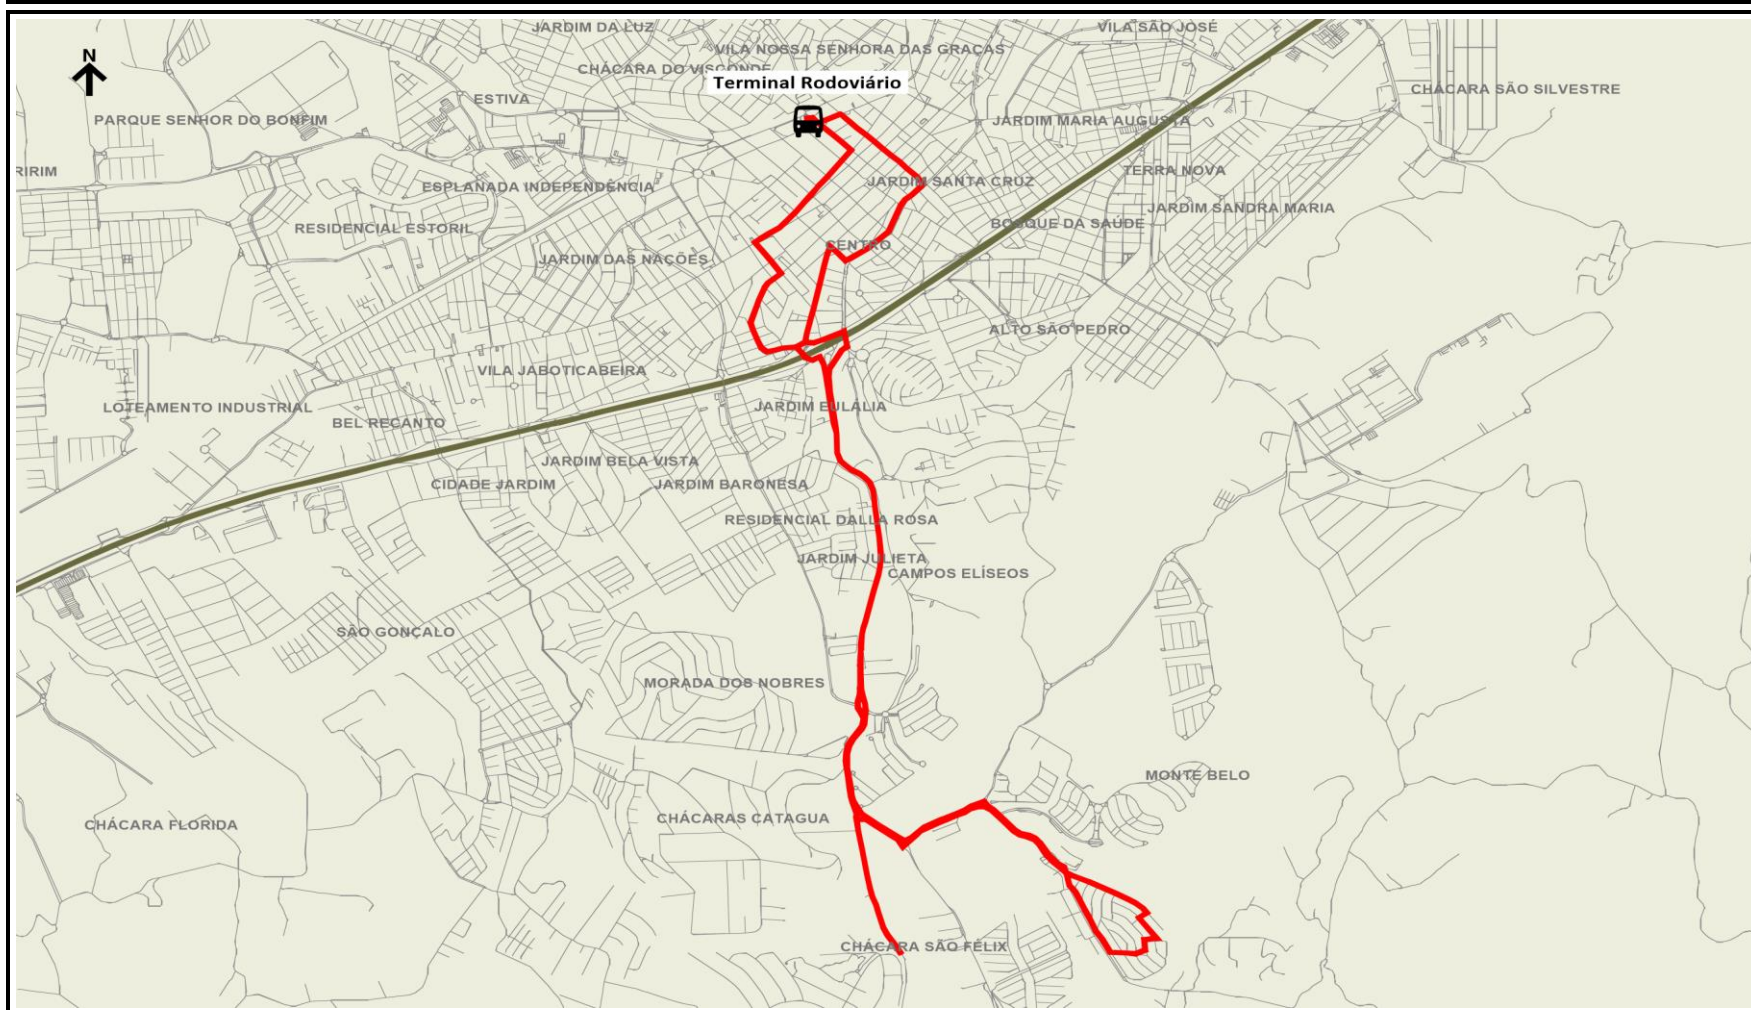 JARDIM DA LUZ
VILA SÃO JOSÉ
N
VILA NOSSA SENHORA DAS GRAÇAS
CHÁCARA DO VISCONDE
Terminal Rodoviário
CHÁCARA SÃO SILVESTRE
ESTIVA
PARQUE SENHOR DO BONFIM
JARDIM MARIA AUGUSTA
RIRIM
TERRA NOVA
ESPLANADA INDEPENDÊNCIA
JARDIM SANTA CRUZ
JARDIM SANDRA MARIA
RESIDENCIAL ESTORIL
BOSQUE DA SAÚDE
CENTRO
JARDIM DAS NAÇÕES
ALTO SÃO PEDRO
VILA JABOTICABEIRA
LOTEAMENTO INDUSTRIAL
JARDIM EULÁLIA
BEL RECANTO
JARDIM BELA VISTA
CIDADE JARDIM
JARDIM BARONESA
RESIDENCIAL DALLA ROSA
JARDIM JULIETA
CAMPOS ELÍSEOS
SÃO GONÇALO
MORADA DOS NOBRES
MONTE BELO
CHÁCARAS CATAGUA
CHÁCARA FLORIDA
CHÁCARA SÃO FÉLIX